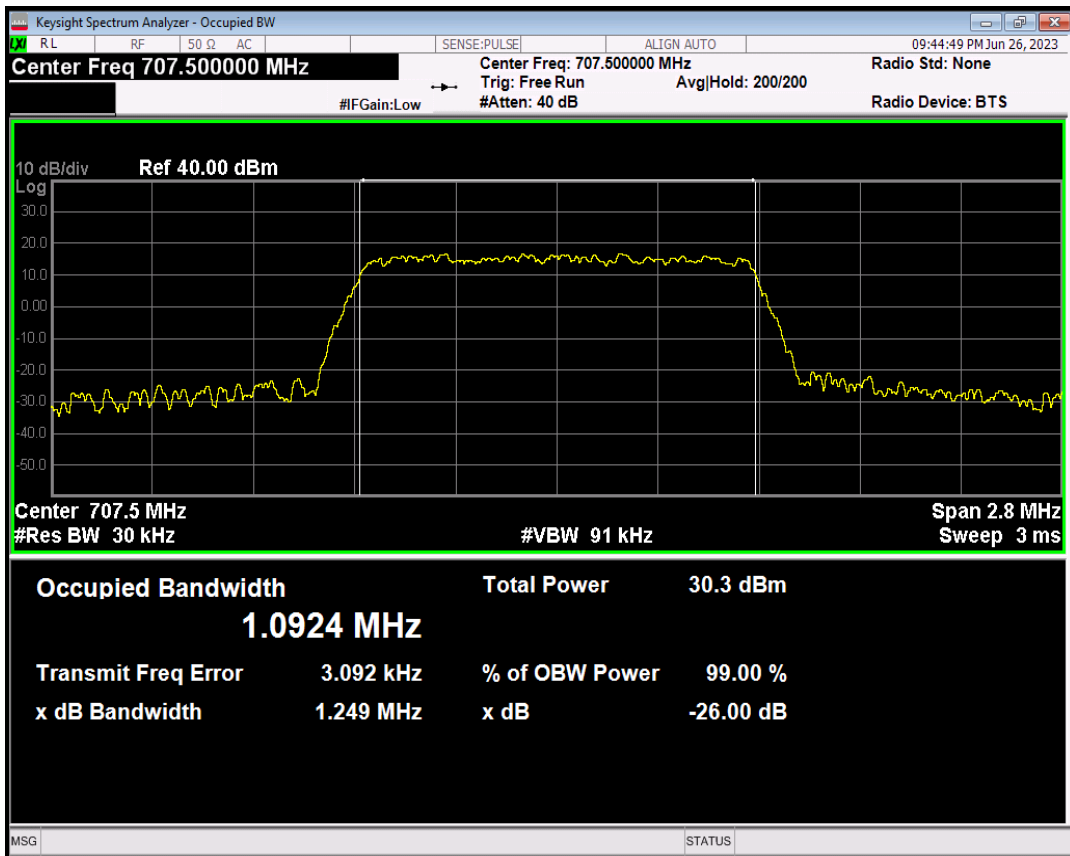 Keysight Spectrum Analyzer - Occupied BW
LXI RL RF 50 Ω AC SENSE:PULSE ALIGN AUTO 09:44:49 PM Jun 26, 2023
Center Freq 707.500000 MHz Center Freq: 707.500000 MHz Radio Std: None
Trig: Free Run Avg|Hold: 200/200
#IFGain:Low #Atten: 40 dB Radio Device: BTS
10 dB/div Ref 40.00 dBm
Log
30.0
20.0
10.0
0.00
-10.0
-20.0
-30.0
-40.0
-50.0
Center 707.5 MHz Span 2.8 MHz
#Res BW 30 kHz #VBW 91 kHz Sweep 3 ms
Occupied Bandwidth Total Power 30.3 dBm
1.0924 MHz
Transmit Freq Error 3.092 kHz % of OBW Power 99.00 %
x dB Bandwidth 1.249 MHz x dB -26.00 dB
MSG STATUS